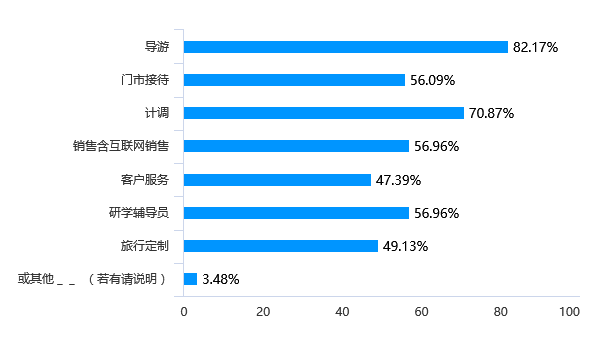 导游 82.17%
门市接待 56.09%
计调 70.87%
销售含互联网销售 56.96%
客户服务 47.39%
研学辅导员 56.96%
旅行定制 49.13%
或其他_ _ （若有请说明） 3.48%
0 20 40 60 80 100